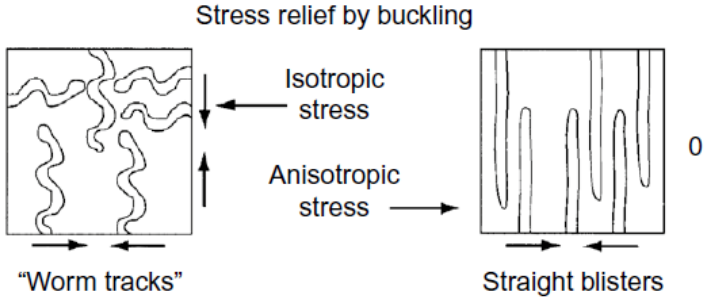 Stress relief by buckling
Isotropic
stress
Anisotropic
stress
0
“Worm tracks”
Straight blisters